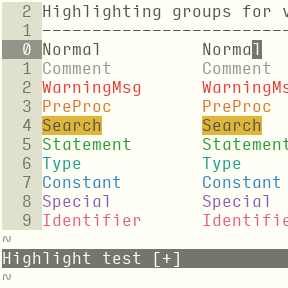 2 Highlighting groups for v
1 -------------------------
0 Normal Normal
1 Comment Comment
2 WarningMsg WarningMs
3 PreProc PreProc
4 Search Search
5 Statement Statement
6 Type Type
7 Constant Constant
8 Special Special
9 Identifier Identifie
~
Highlight test [+]
~